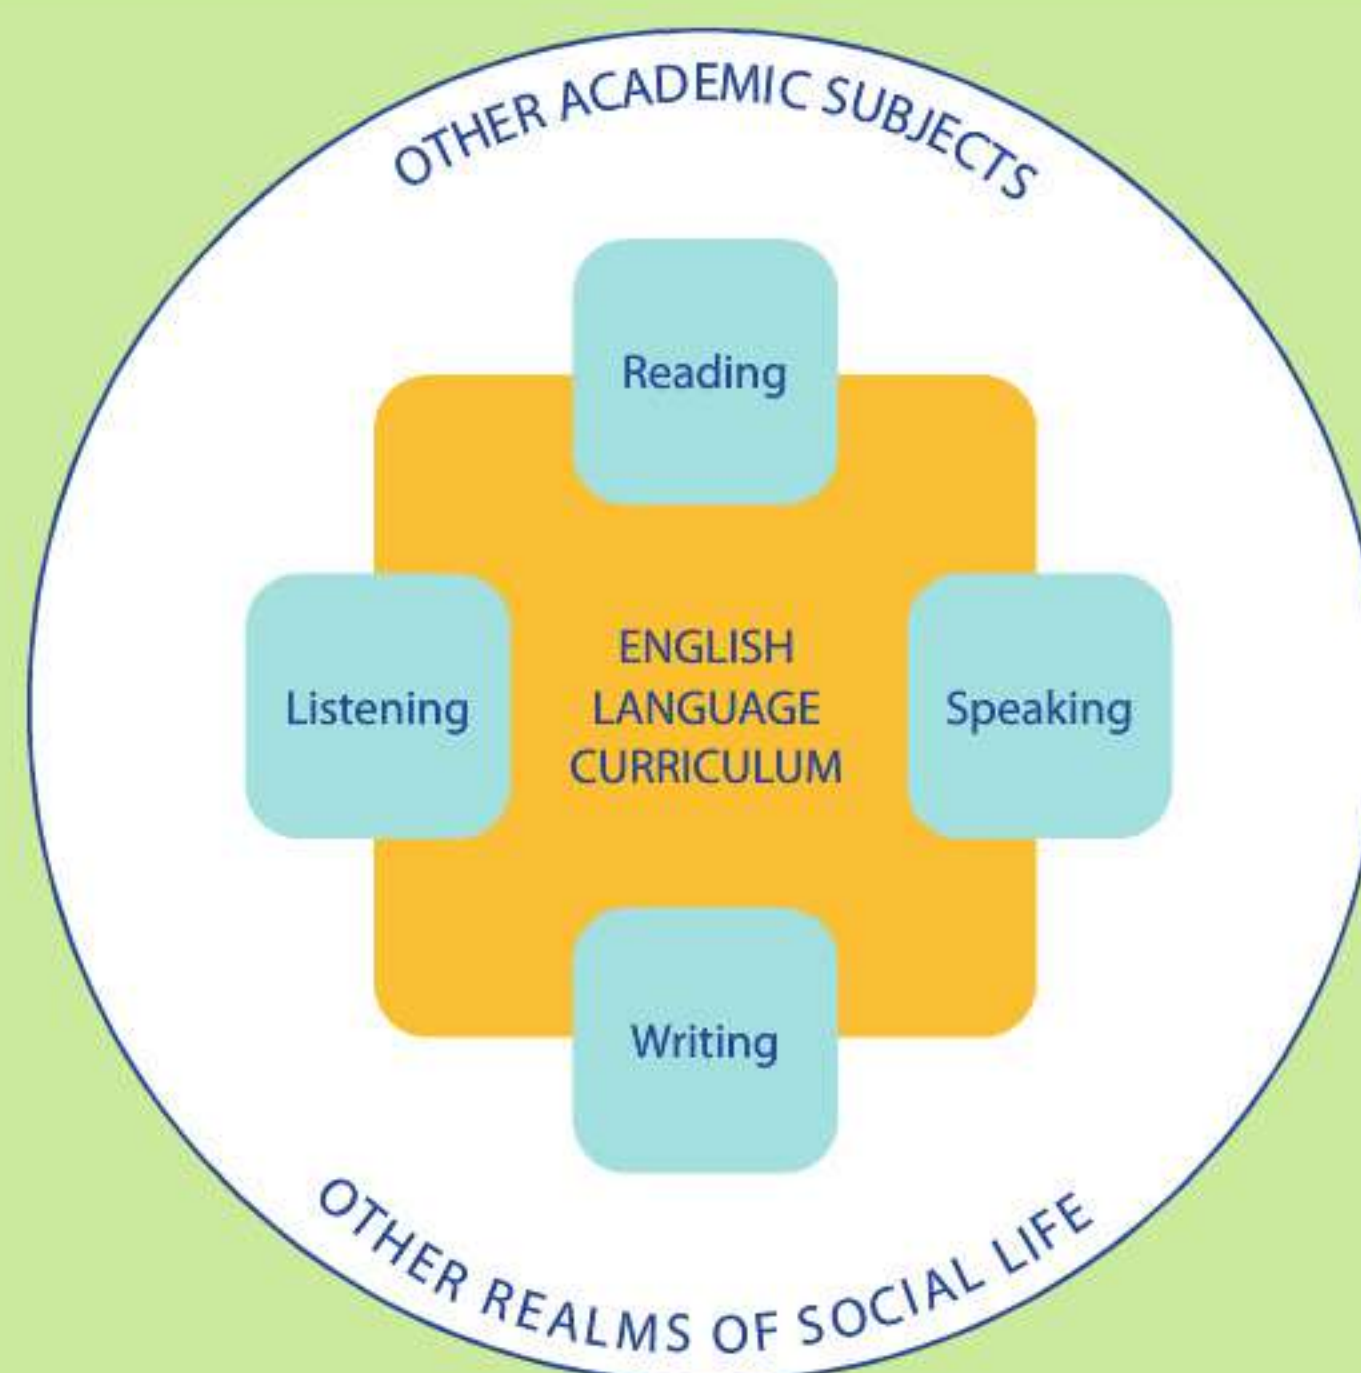 OTHER ACADEMIC SUBJECTS
Reading
Listening
ENGLISH
LANGUAGE
CURRICULUM
Speaking
Writing
OTHER REALMS OF SOCIAL LIFE